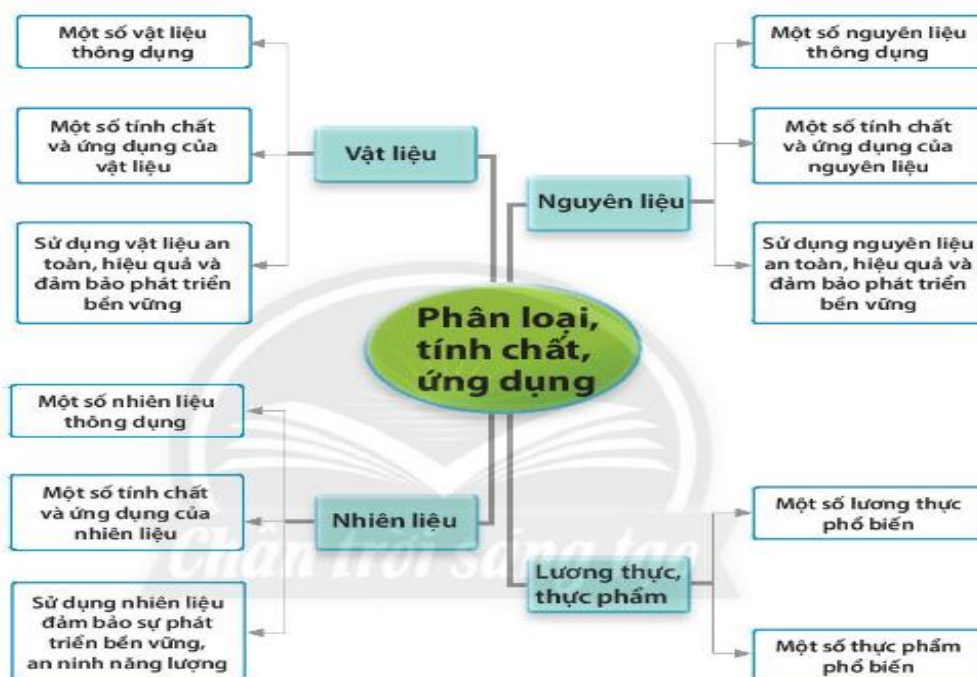 Một số vật liệu
thông dụng
Một số tính chất
và ứng dụng của
vật liệu
Sử dụng vật liệu an
toàn, hiệu quả và
đảm bảo phát triển
bền vững
Vật liệu
Một số nguyên liệu
thông dụng
Một số tính chất
và ứng dụng của
nguyên liệu
Sử dụng nguyên liệu
an toàn, hiệu quả và
đảm bảo phát triển
bền vững
Nguyên liệu
Phân loại,
tính chất,
ứng dụng
Một số nhiên liệu
thông dụng
Một số tính chất
và ứng dụng của
nhiên liệu
Sử dụng nhiên liệu
đảm bảo sự phát
triển bền vững,
an ninh năng lượng
Nhiên liệu
Một số lương thực
phổ biến
Một số thực phẩm
phổ biến
Lương thực,
thực phẩm
Chân trời sáng tạo